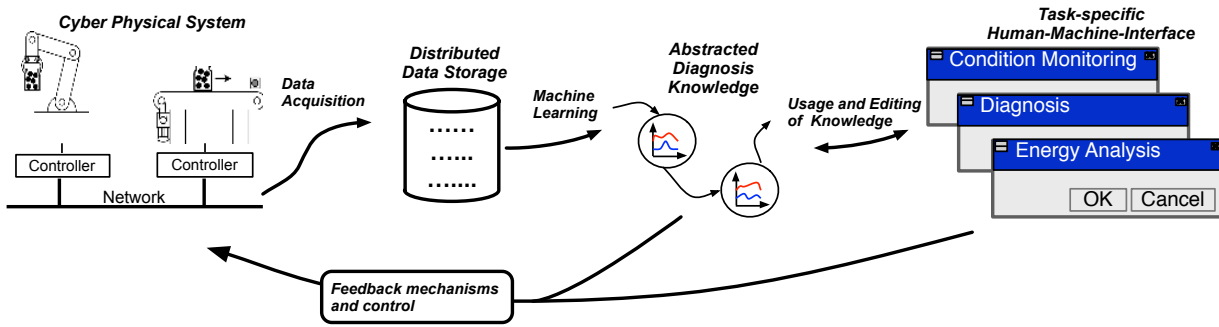 Cyber Physical System
Controller
Controller
Network
Data
Acquisition
Distributed
Data Storage
Machine
Learning
Abstracted
Diagnosis
Knowledge
Usage and Editing
of Knowledge
Task-specific
Human-Machine-Interface
Condition Monitoring
Diagnosis
Energy Analysis
OK
Cancel
Feedback mechanisms
and control